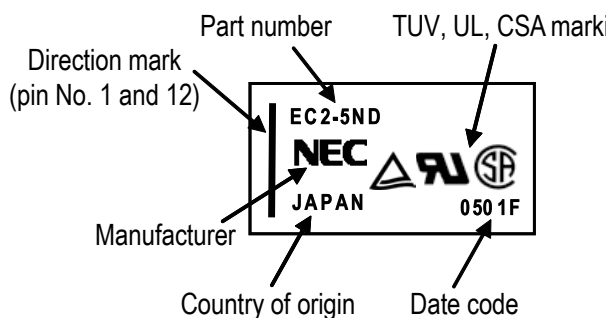 Part number
TUV, UL, CSA marki
Direction mark
(pin No. 1 and 12)
EC2-5ND
NEC
JAPAN
0501F
Manufacturer
Country of origin
Date code